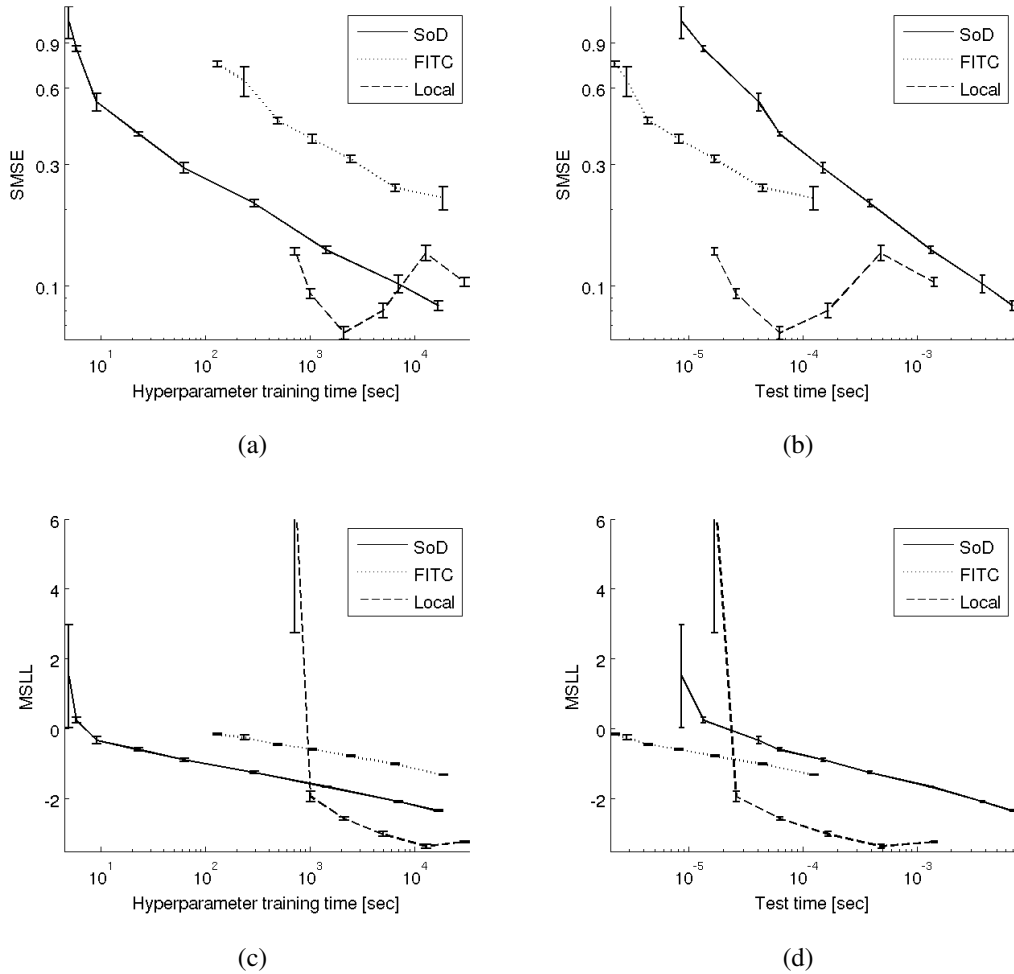 SMSE
0.9
0.6
0.3
0.1
SoD
FITC
Local
10^1
10^2
10^3
10^4
Hyperparameter training time [sec]
(a)
SMSE
0.9
0.6
0.3
0.1
SoD
FITC
Local
10^-5
10^-4
10^-3
Test time [sec]
(b)
MSLL
6
4
2
0
-2
SoD
FITC
Local
10^1
10^2
10^3
10^4
Hyperparameter training time [sec]
(c)
MSLL
6
4
2
0
-2
SoD
FITC
Local
10^-5
10^-4
10^-3
Test time [sec]
(d)